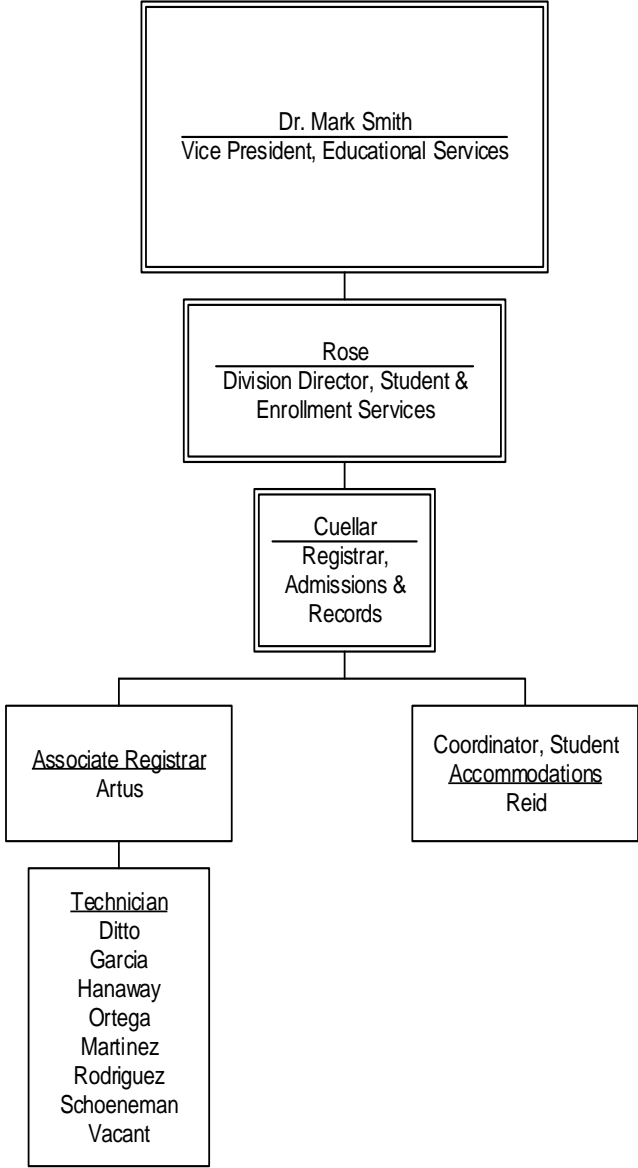 Dr. Mark Smith
Vice President, Educational Services
Rose
Division Director, Student &
Enrollment Services
Cuellar
Registrar,
Admissions &
Records
Associate Registrar
Artus
Coordinator, Student
Accommodations
Reid
Technician
Ditto
Garcia
Hanaway
Ortega
Martinez
Rodriguez
Schoeneman
Vacant